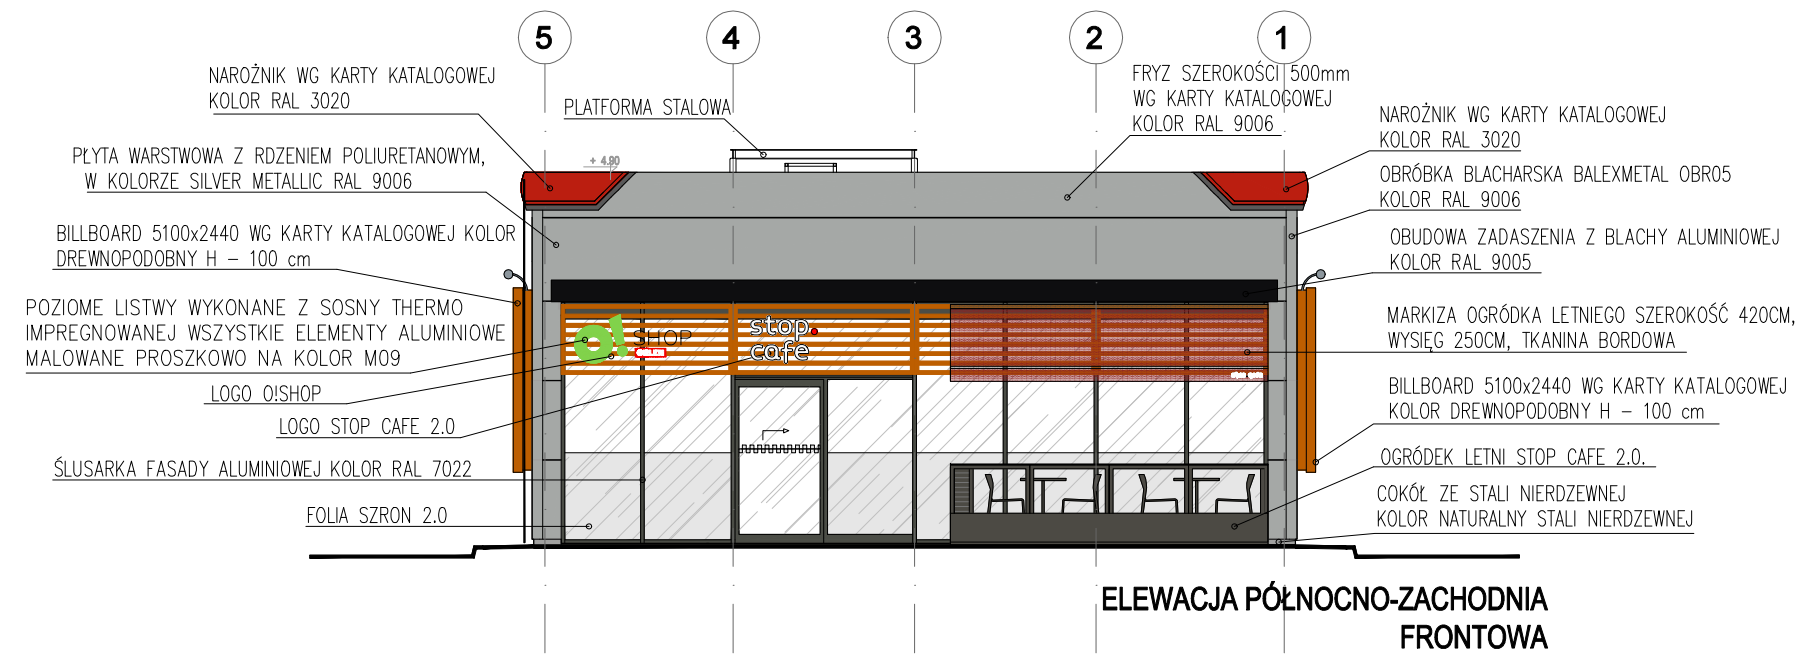 5
4
3
2
1
NAROŻNIK WG KARTY KATALOGOWEJ
KOLOR RAL 3020
PLATFORMA STALOWA
FRYZ SZEROKOŚCI 500mm
WG KARTY KATALOGOWEJ
KOLOR RAL 9006
NAROŻNIK WG KARTY KATALOGOWEJ
KOLOR RAL 3020
PŁYTA WARSTWOWA Z RDZENIEM POLIURETANOWYM,
W KOLORZE SILVER METALLIC RAL 9006
+ 4.90
OBRÓBKA BLACHARSKA BALEXMETAL OBR05
KOLOR RAL 9006
BILLBOARD 5100x2440 WG KARTY KATALOGOWEJ KOLOR
DREWNOPODOBNY H – 100 cm
OBUDOWA ZADASZENIA Z BLACHY ALUMINIOWEJ
KOLOR RAL 9005
POZIOME LISTWY WYKONANE Z SOSNY THERMO
IMPREGNOWANEJ WSZYSTKIE ELEMENTY ALUMINIOWE
MALOWANE PROSZKOWO NA KOLOR M09
O! SHOP
stop.
cafe
MARKIZA OGRÓDKA LETNIEGO SZEROKOŚĆ 420CM,
WYSIĘG 250CM, TKANINA BORDOWA
LOGO O!SHOP
LOGO STOP CAFE 2.0
BILLBOARD 5100x2440 WG KARTY KATALOGOWEJ
KOLOR DREWNOPODOBNY H – 100 cm
ŚLUSARKA FASADY ALUMINIOWEJ KOLOR RAL 7022
OGRÓDEK LETNI STOP CAFE 2.0.
FOLIA SZRON 2.0
COKÓŁ ZE STALI NIERDZEWNEJ
KOLOR NATURALNY STALI NIERDZEWNEJ
ELEWACJA PÓŁNOCNO-ZACHODNIA
FRONTOWA